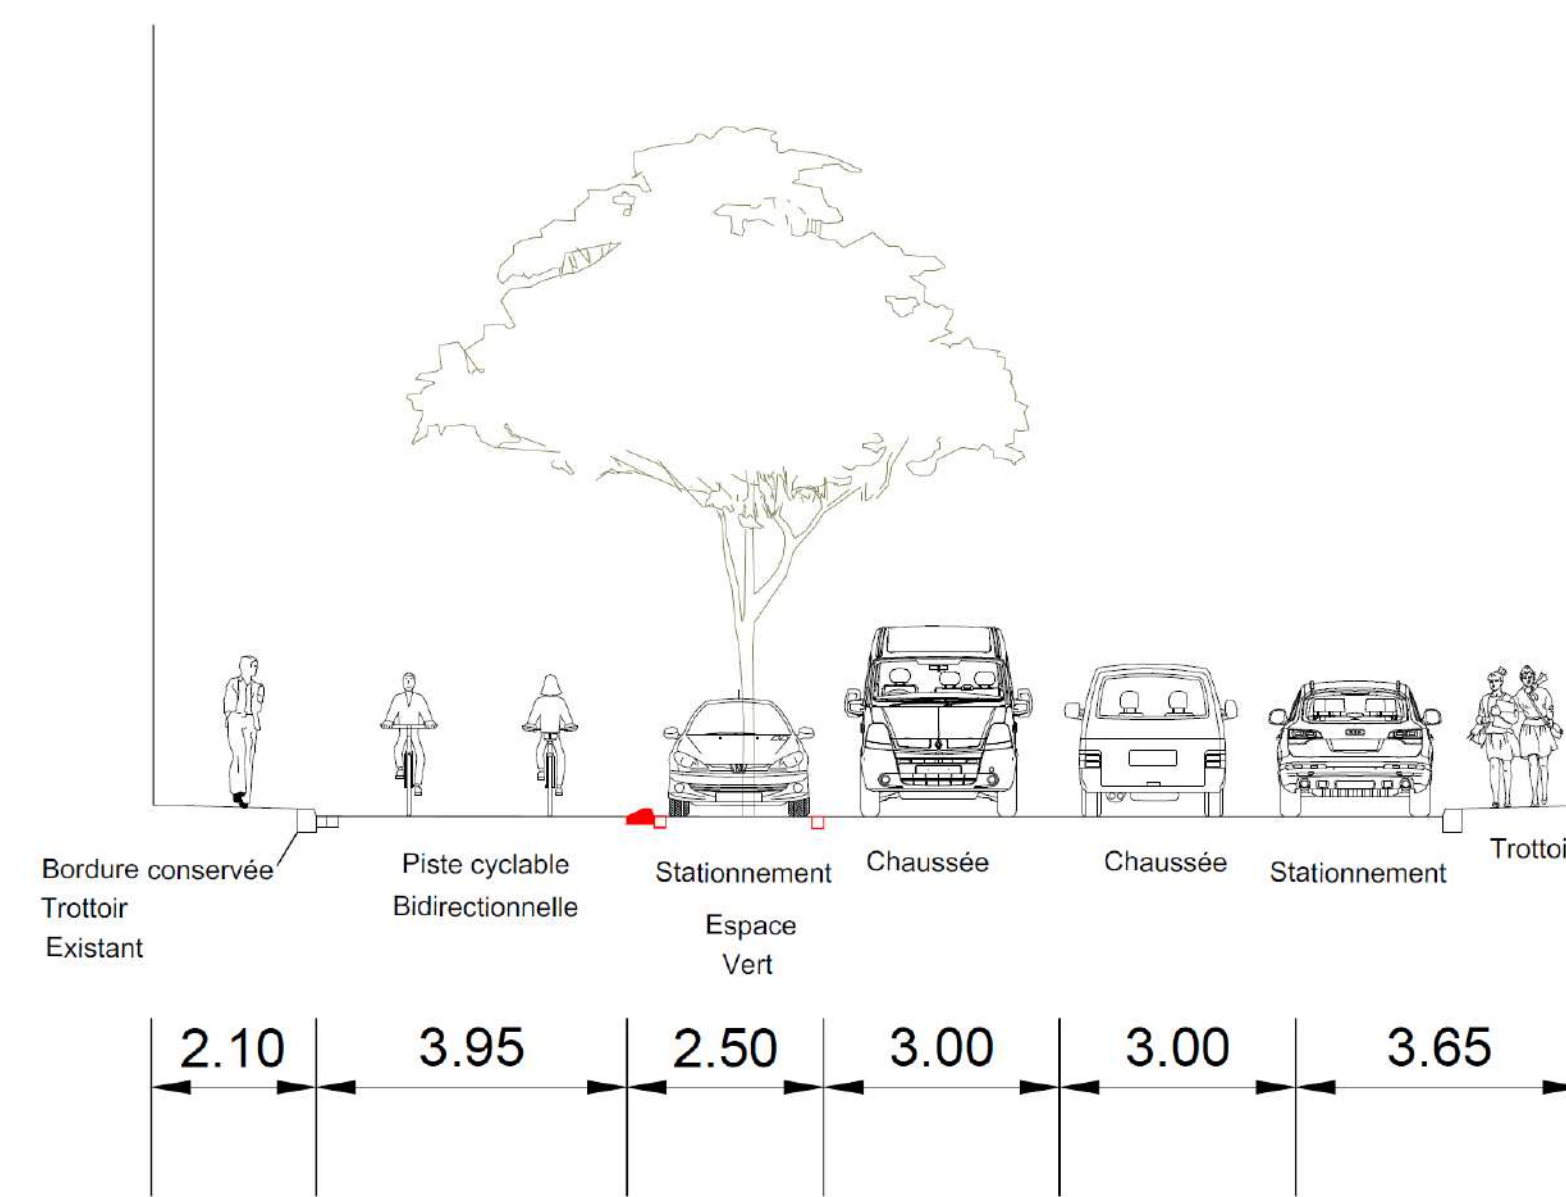 Bordure conservée
Trottoir
Existant
Piste cyclable
Bidirectionnelle
Stationnement
Espace
Vert
Chaussée
Chaussée
Stationnement
Trottoi
2.10
3.95
2.50
3.00
3.00
3.65